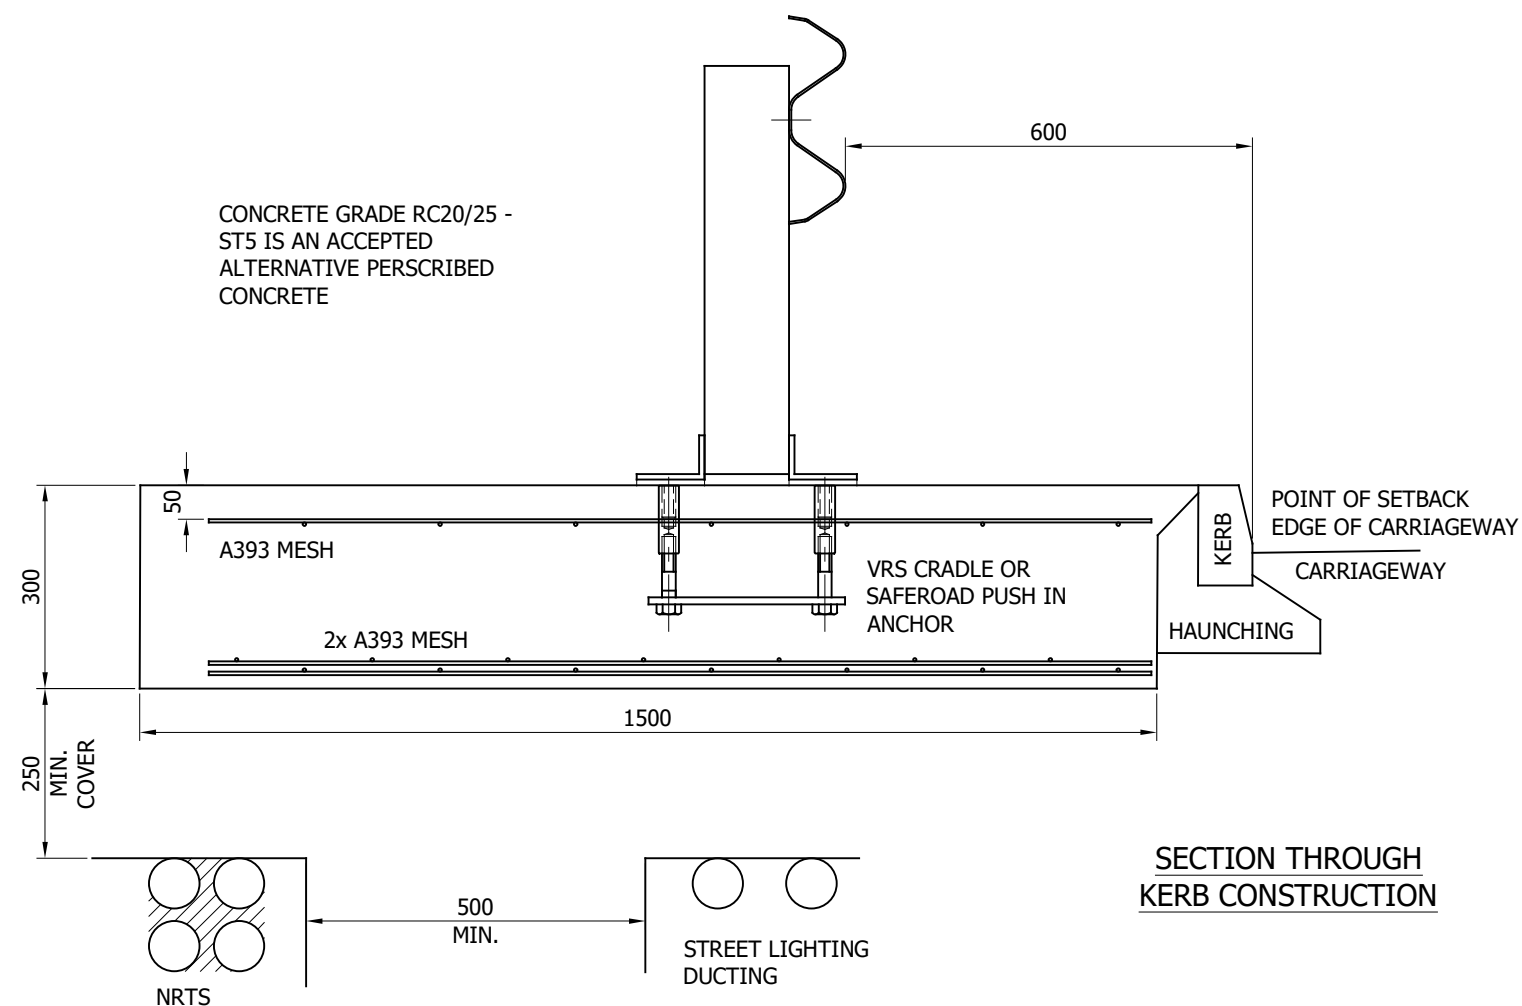 600
CONCRETE GRADE RC20/25 -
ST5 IS AN ACCEPTED
ALTERNATIVE PERSCRIBED
CONCRETE
50
A393 MESH
300
2x A393 MESH
VRS CRADLE OR
SAFEROAD PUSH IN
ANCHOR
KERB
POINT OF SETBACK
EDGE OF CARRIAGEWAY
CARRIAGEWAY
HAUNCHING
1500
250
MIN.
COVER
500
MIN.
NRTS
STREET LIGHTING
DUCTING
SECTION THROUGH
KERB CONSTRUCTION